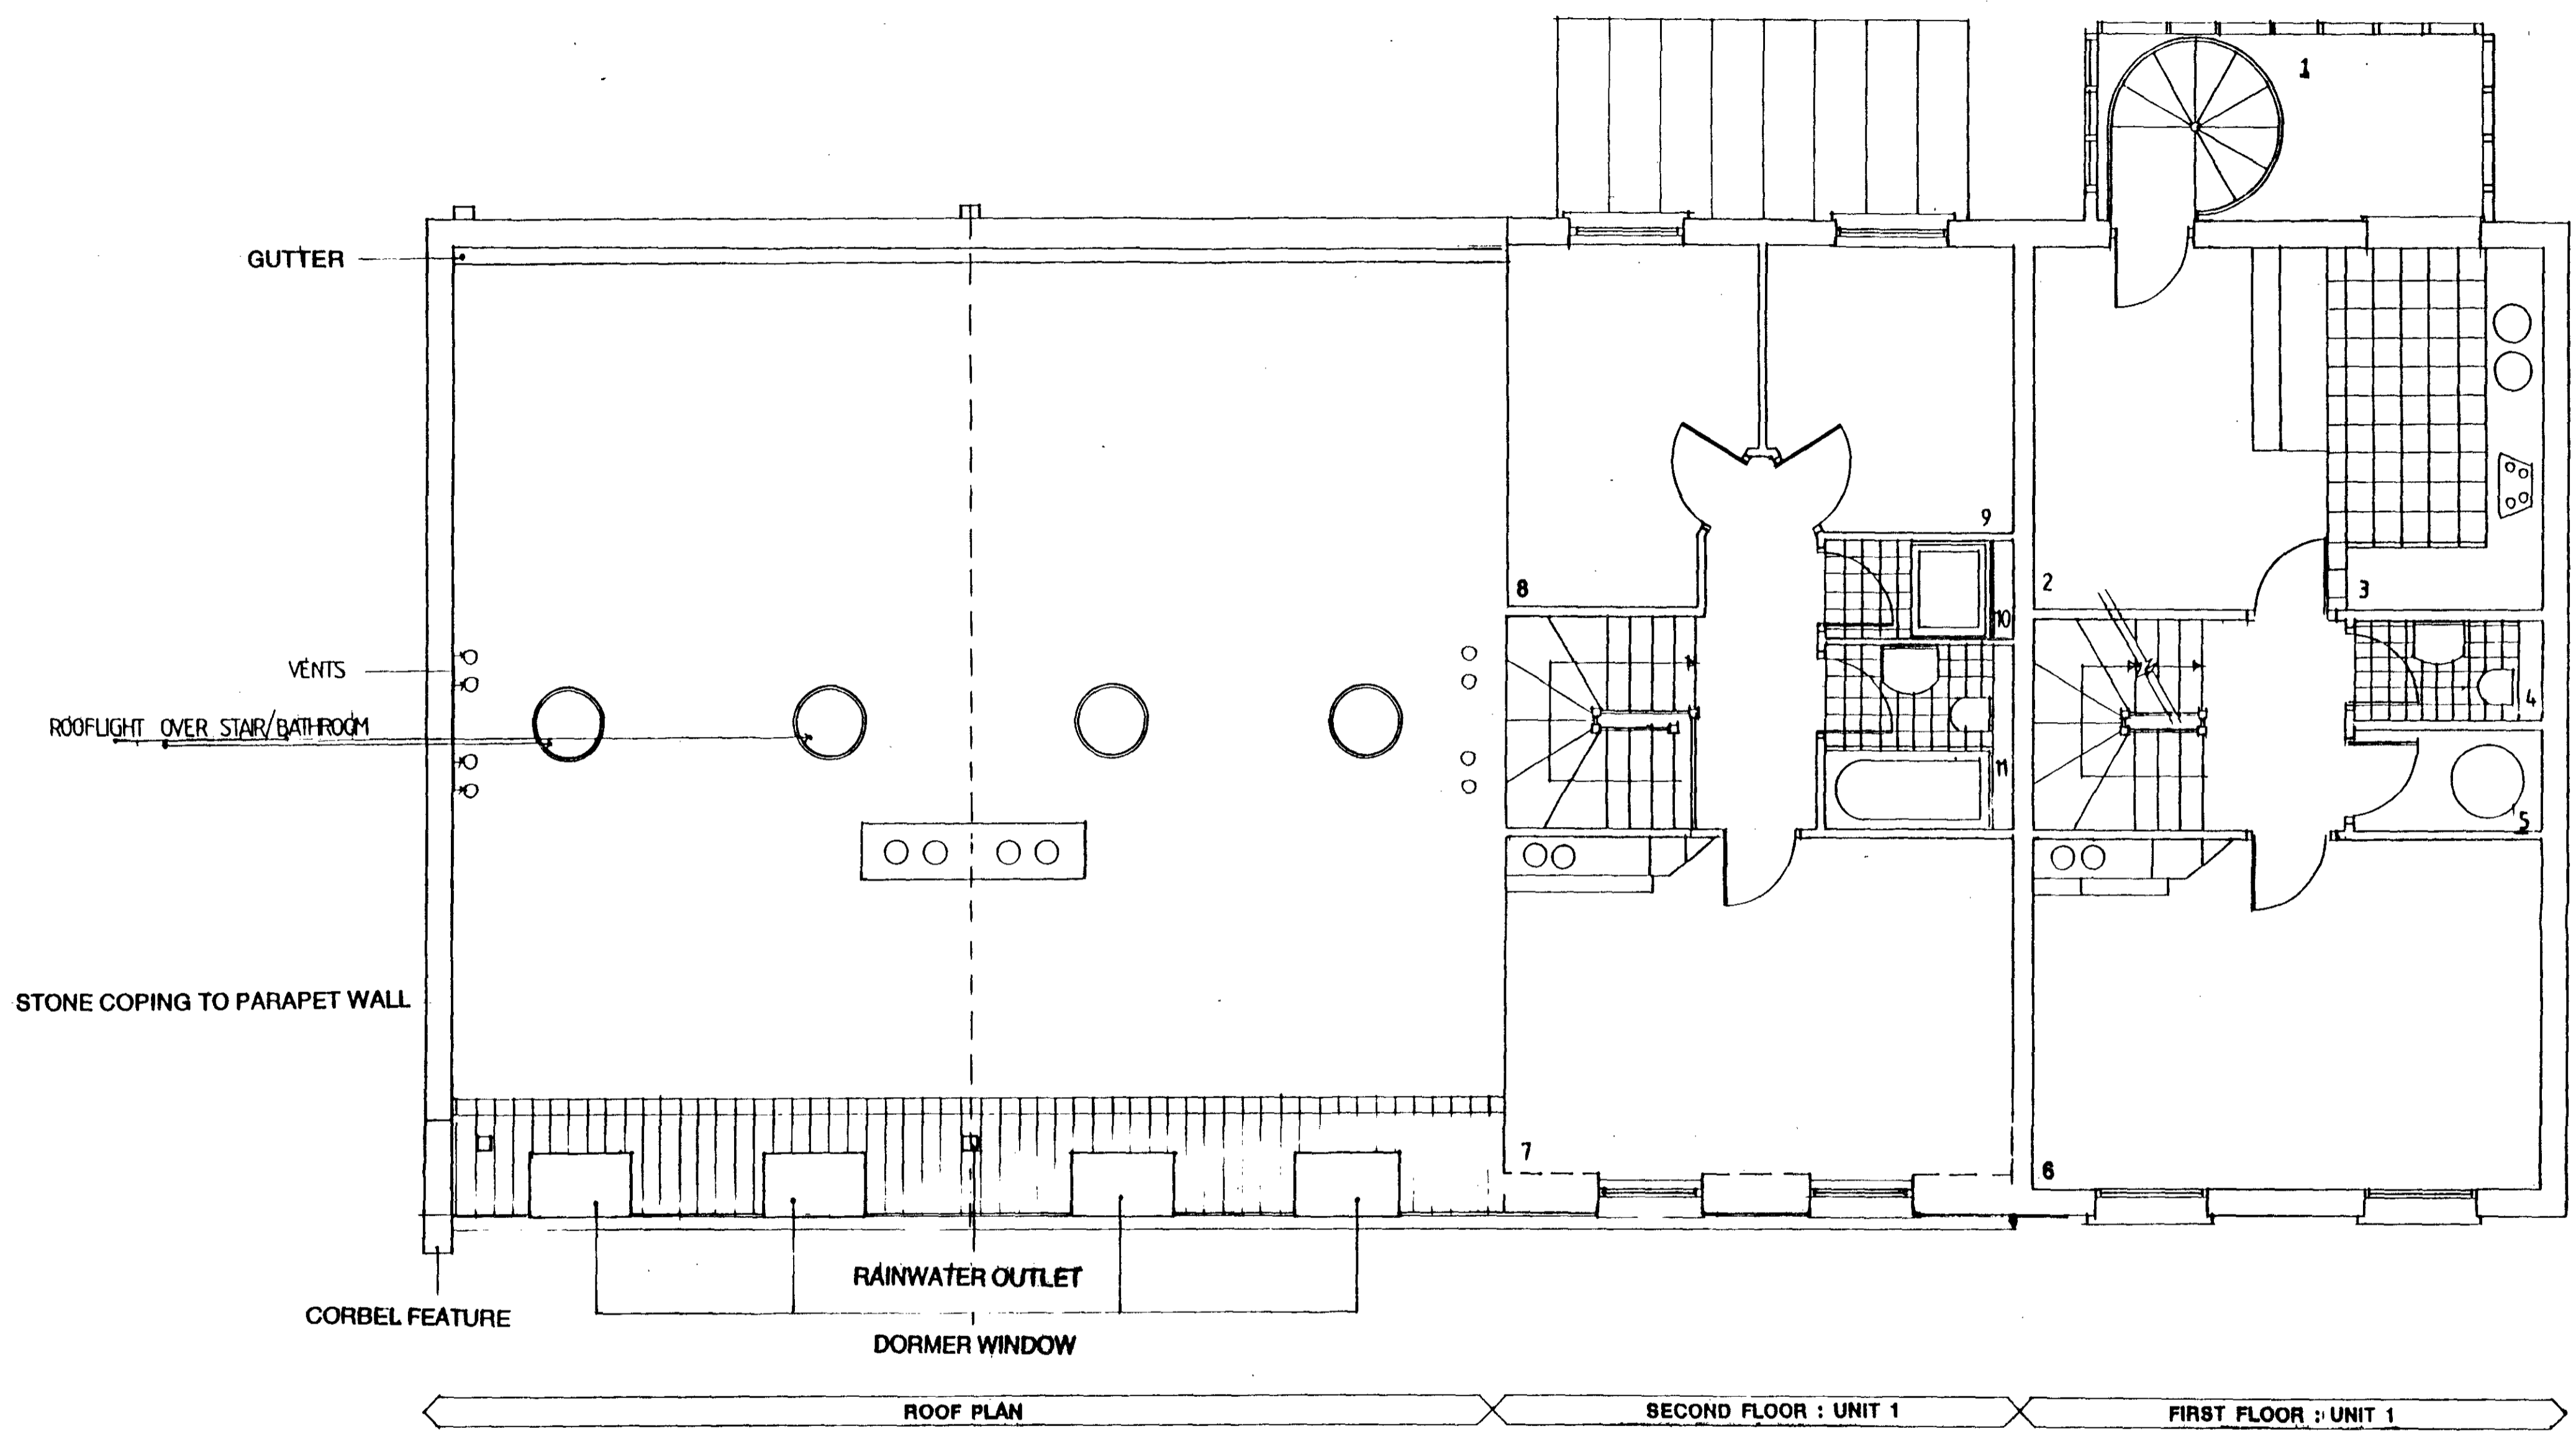 1
GUTTER
9
8
2
3
10
VENTS
4
ROOFLIGHT OVER STAIR/BATHROOM
11
5
STONE COPING TO PARAPET WALL
7
6
RAINWATER OUTLET
CORBEL FEATURE
DORMER WINDOW
ROOF PLAN
SECOND FLOOR : UNIT 1
FIRST FLOOR : UNIT 1